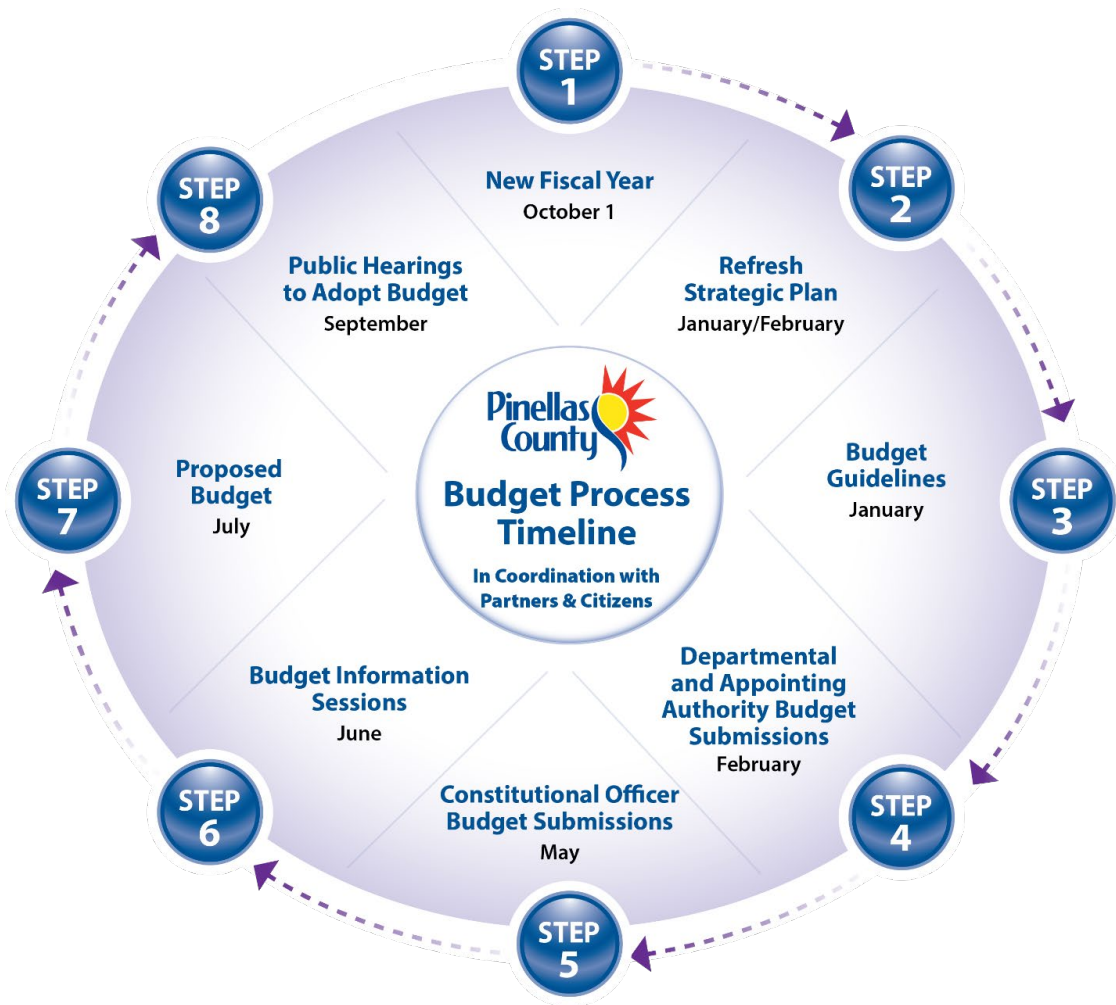 STEP
1
New Fiscal Year
October 1
STEP
2
Refresh
Strategic Plan
January/February
STEP
3
Budget
Guidelines
January
STEP
4
Departmental
and Appointing
Authority Budget
Submissions
February
STEP
5
Constitutional Officer
Budget Submissions
May
STEP
6
Budget Information
Sessions
June
STEP
7
Proposed
Budget
July
STEP
8
Public Hearings
to Adopt Budget
September
Pinellas
County
Budget Process
Timeline
In Coordination with
Partners & Citizens